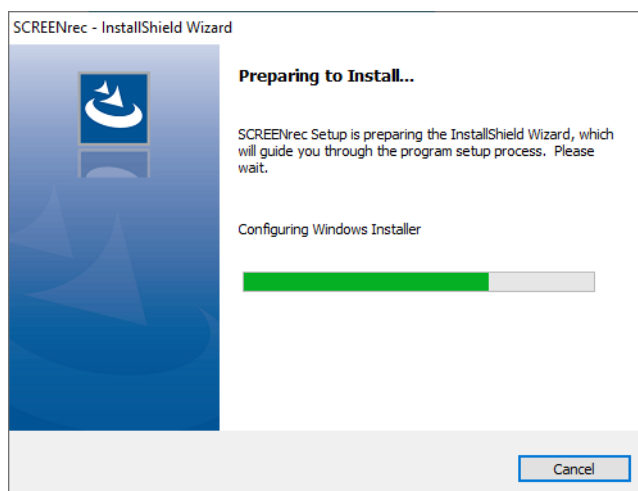 SCREENrec - InstallShield Wizard
Preparing to Install...
SCREENrec Setup is preparing the InstallShield Wizard, which
will guide you through the program setup process. Please
wait.
Configuring Windows Installer
Cancel